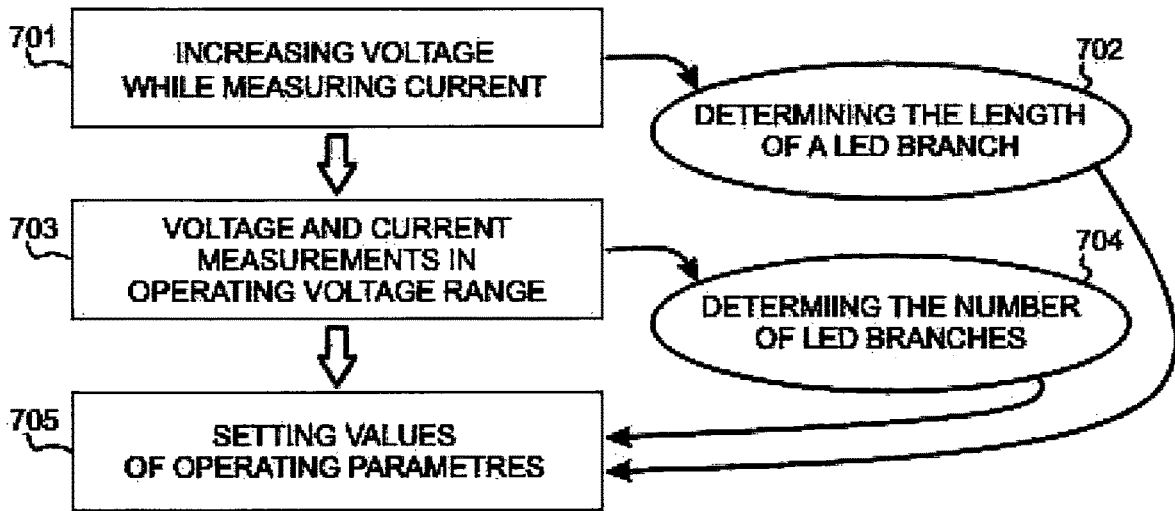 701
INCREASING VOLTAGE
WHILE MEASURING CURRENT
702
DETERMINING THE LENGTH
OF A LED BRANCH
703
VOLTAGE AND CURRENT
MEASUREMENTS IN
OPERATING VOLTAGE RANGE
704
DETERMIING THE NUMBER
OF LED BRANCHES
705
SETTING VALUES
OF OPERATING PARAMETRES